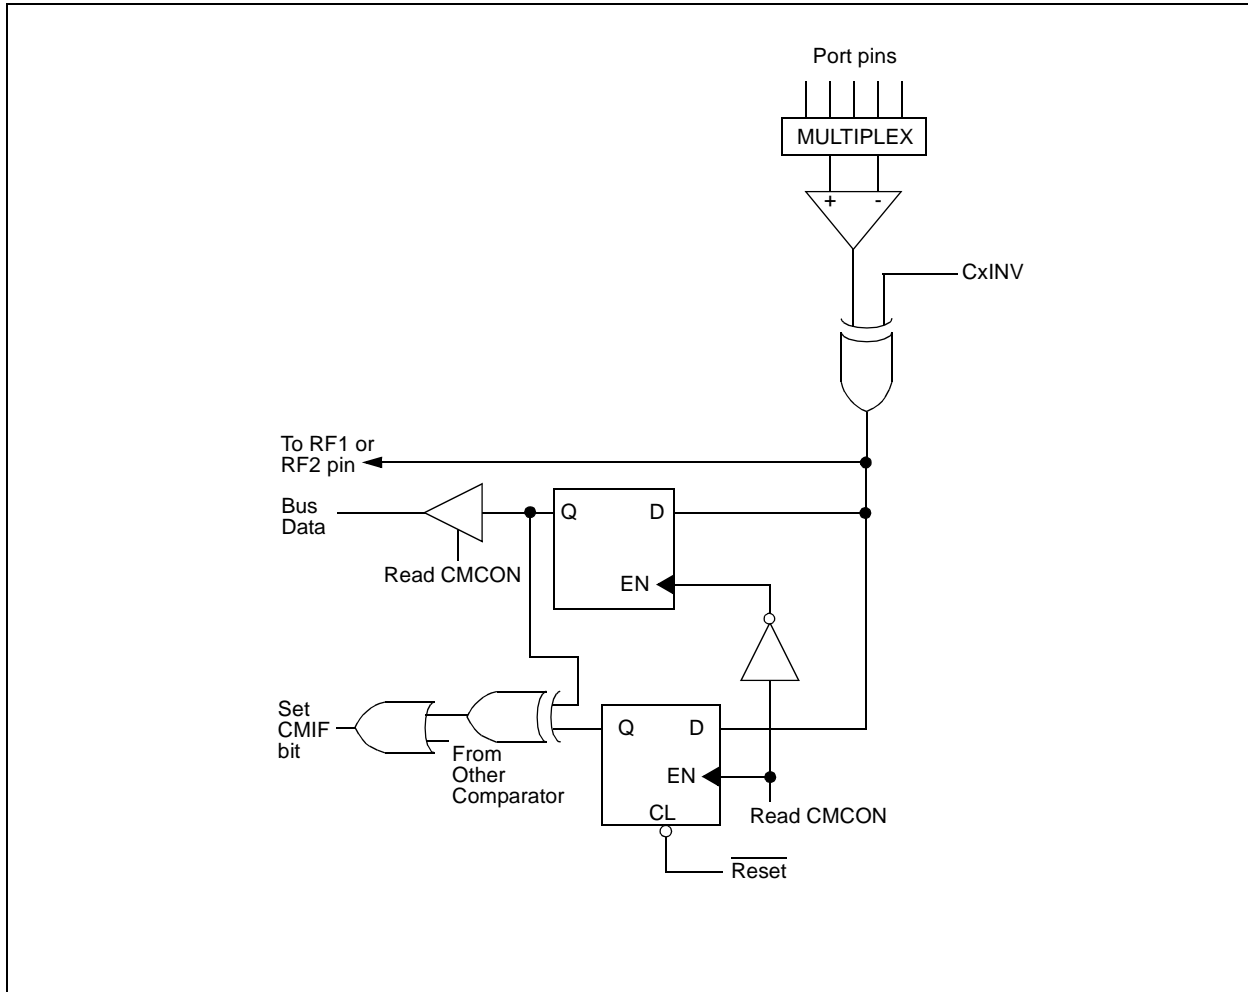 Port pins
MULTIPLEX
+ -
CxINV
To RF1 or
RF2 pin
Bus
Data
Q D
EN
Read CMCON
Set
CMIF
bit
From
Other
Comparator
Q D
EN
CL
Read CMCON
Reset